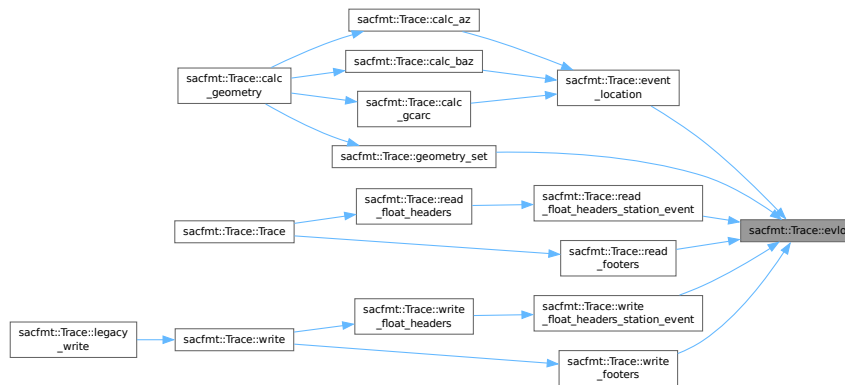 sacfmt::Trace::calc_az
sacfmt::Trace::calc_baz
sacfmt::Trace::calc
_geometry
sacfmt::Trace::event
_location
sacfmt::Trace::calc
_gcarc
sacfmt::Trace::geometry_set
sacfmt::Trace::read
_float_headers
sacfmt::Trace::read
_float_headers_station_event
sacfmt::Trace::Trace
sacfmt::Trace::evlo
sacfmt::Trace::read
_footers
sacfmt::Trace::write
_float_headers
sacfmt::Trace::write
_float_headers_station_event
sacfmt::Trace::legacy
_write
sacfmt::Trace::write
sacfmt::Trace::write
_footers